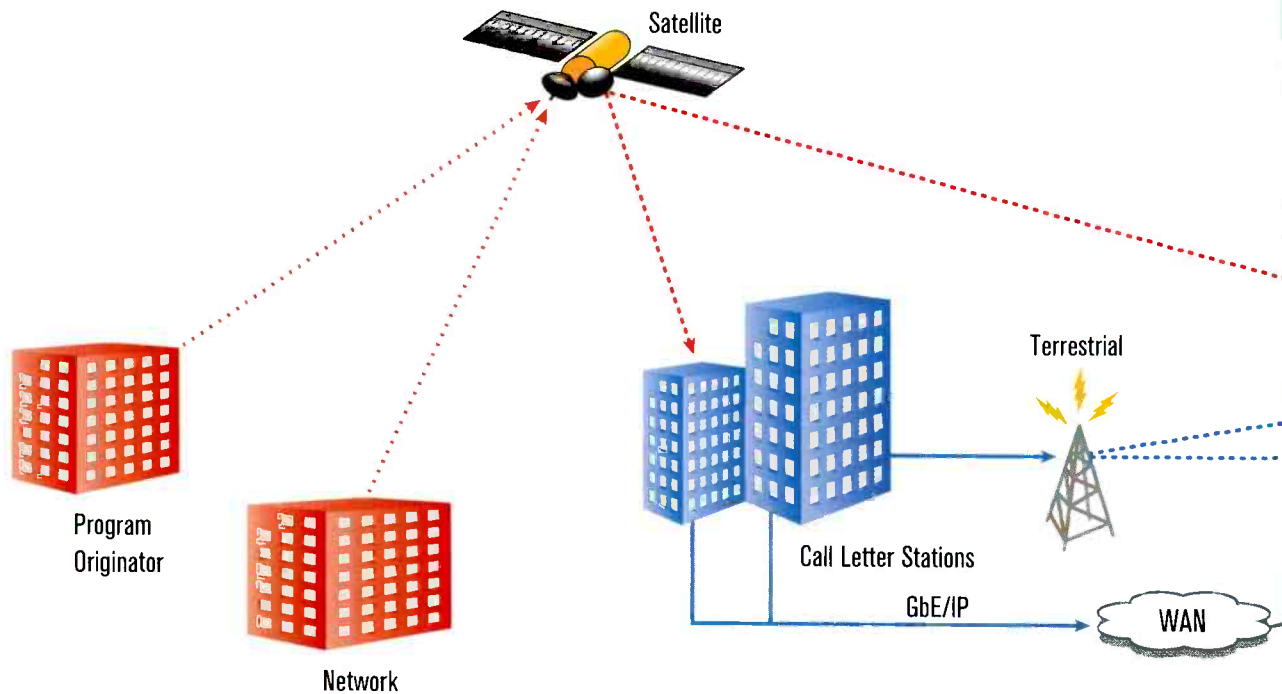 Satellite
Terrestrial
Program
Originator
Call Letter Stations
GbE/IP
WAN
Network